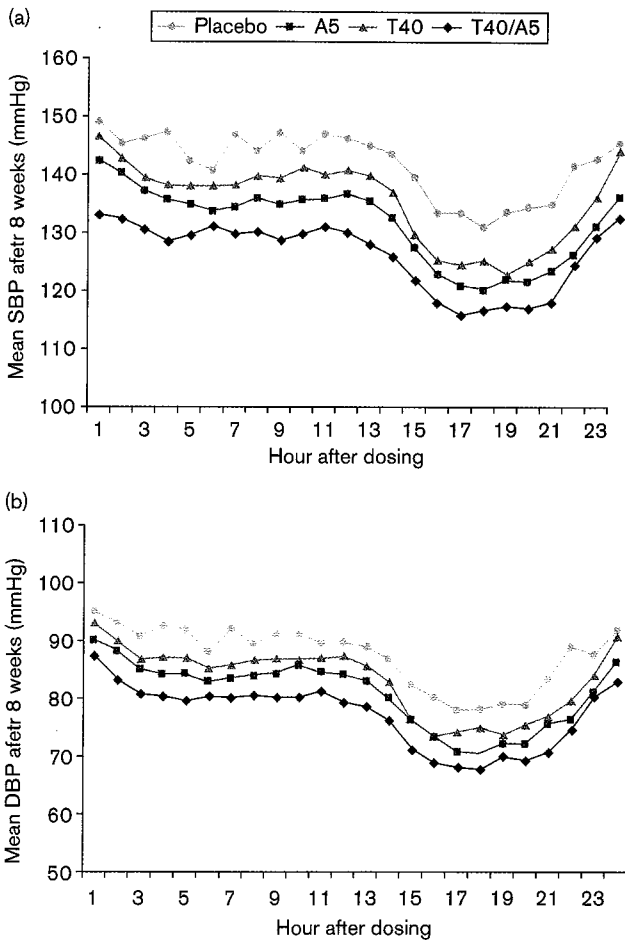 (a)
Placebo A5 T40 T40/A5
Mean SBP afetr 8 weeks (mmHg)
160
150
140
130
120
110
100
1 3 5 7 9 11 13 15 17 19 21 23
Hour after dosing
(b)
Mean DBP afetr 8 weeks (mmHg)
110
100
90
80
70
60
50
1 3 5 7 9 11 13 15 17 19 21 23
Hour after dosing